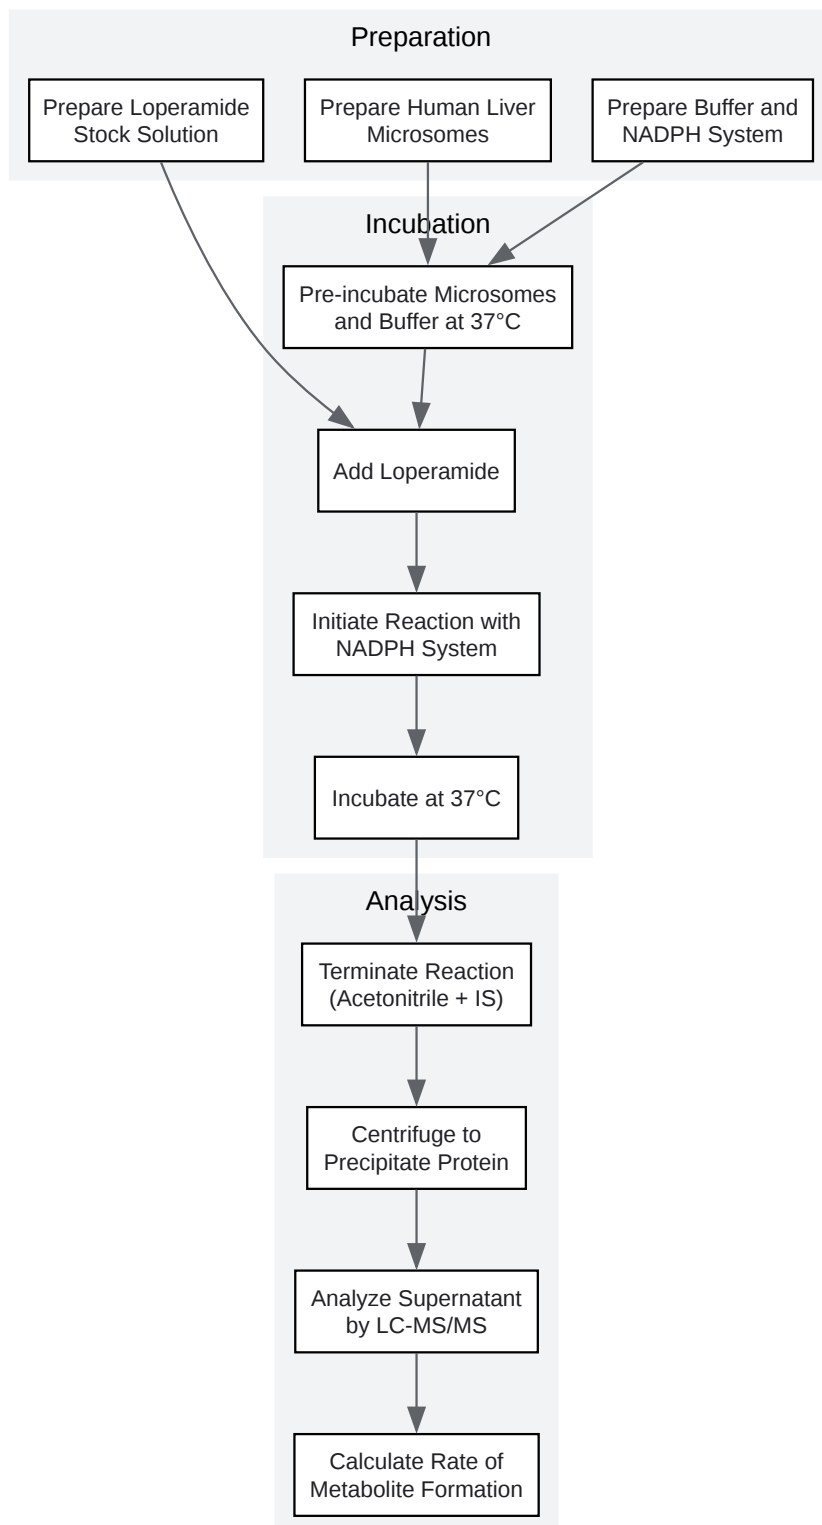 Preparation
Prepare Loperamide
Stock Solution
Prepare Human Liver
Microsomes
Prepare Buffer and
NADPH System
Incubation
Pre-incubate Microsomes
and Buffer at 37°C
Add Loperamide
Initiate Reaction with
NADPH System
Incubate at 37°C
Analysis
Terminate Reaction
(Acetonitrile + IS)
Centrifuge to
Precipitate Protein
Analyze Supernatant
by LC-MS/MS
Calculate Rate of
Metabolite Formation